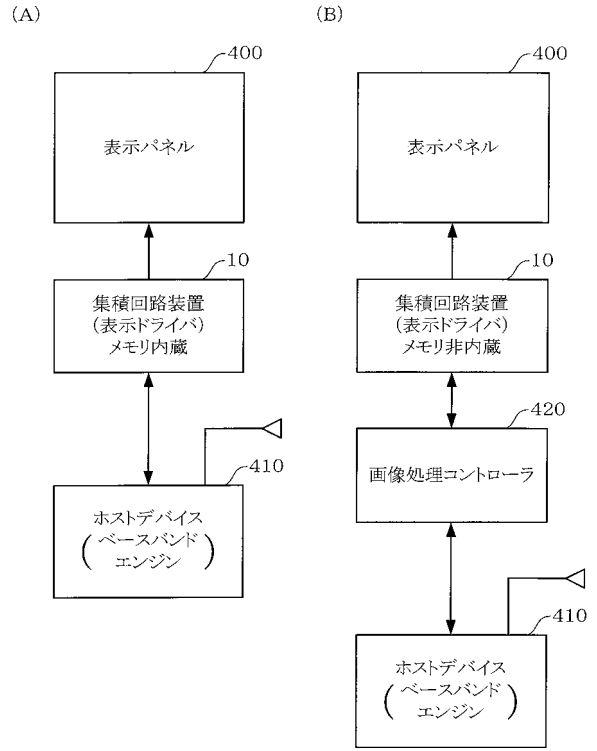 (A)
400
表示パネル
10
集積回路装置
(表示ドライバ)
メモリ内蔵
410
ホストデバイス
(ベースバンド
エンジン)
(B)
400
表示パネル
10
集積回路装置
(表示ドライバ)
メモリ非内蔵
420
画像処理コントローラ
410
ホストデバイス
(ベースバンド
エンジン)